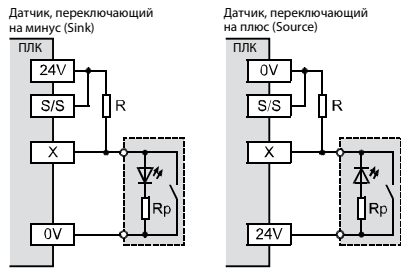 Датчик, переключающий
на минус (Sink)
ПЛК
24V
S/S
R
X
Rp
0V
Датчик, переключающий
на плюс (Source)
ПЛК
0V
S/S
R
X
Rp
24V